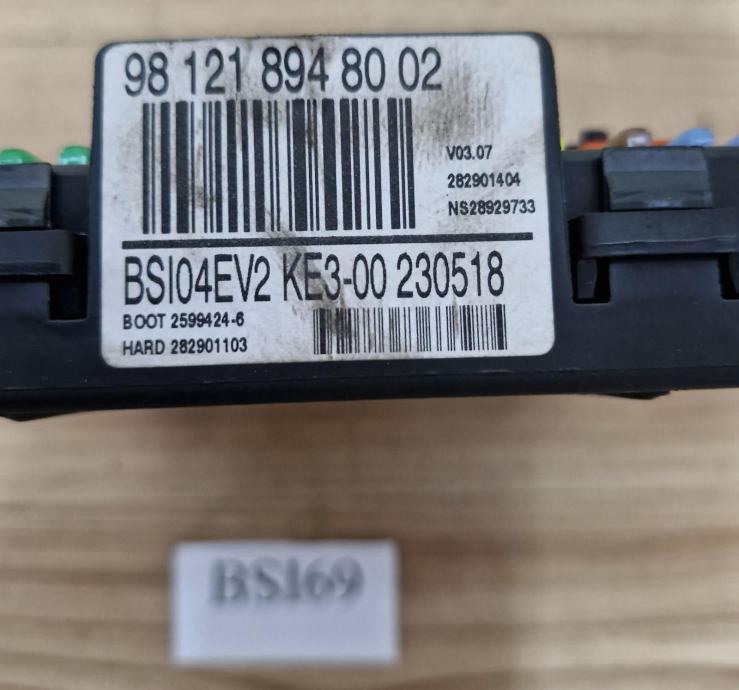 98 121 894 80 02
V03.07
282901404
NS28929733
BSI04EV2 KE3-00 230518
BOOT 2599424-6
HARD 282901103
BSI69